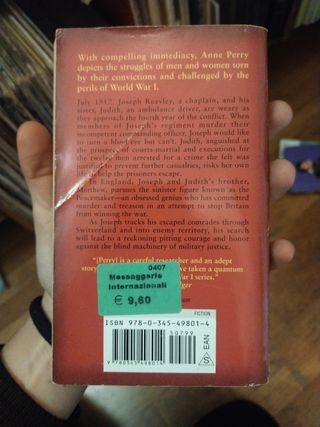 With compelling immediacy, Anne Perry
depicts the struggles of men and women torn
by their convictions and challenged by the
perils of World War I.
July 1917. Joseph Reavley, a chaplain, and his
sister, Judith, an ambulance driver, are weary
as they approach the fourth year of the conflict. When
members of Joseph's regiment murder their
incompetent commanding officer, Joseph would like
to turn a blind eye but can't. Judith, anguished
at the prospect of courts-martial and executions for
the twelve men arrested for a crime she felt was
justified to prevent further casualties, risks her own
life to help the prisoners escape.
In England, Joseph and Judith's brother,
Matthew, pursues the sinister figure known as the
Peacemaker—an obsessed genius who has committed
murder and treason in an attempt to stop Britain
from winning the war.
As Joseph tracks his escaped comrades through
Switzerland and into enemy territory, his search
will lead to a reckoning pitting courage and honor
against the blind machinery of military justice.
"[Perry] is a careful researcher and an adept
story
we taken a quantum
War I series."
0407
Messaggerie
Internazionali
€ 9,60
FICTION
ISBN 978-0-345-49801-4
50799
9 780345 498014
S
EAN